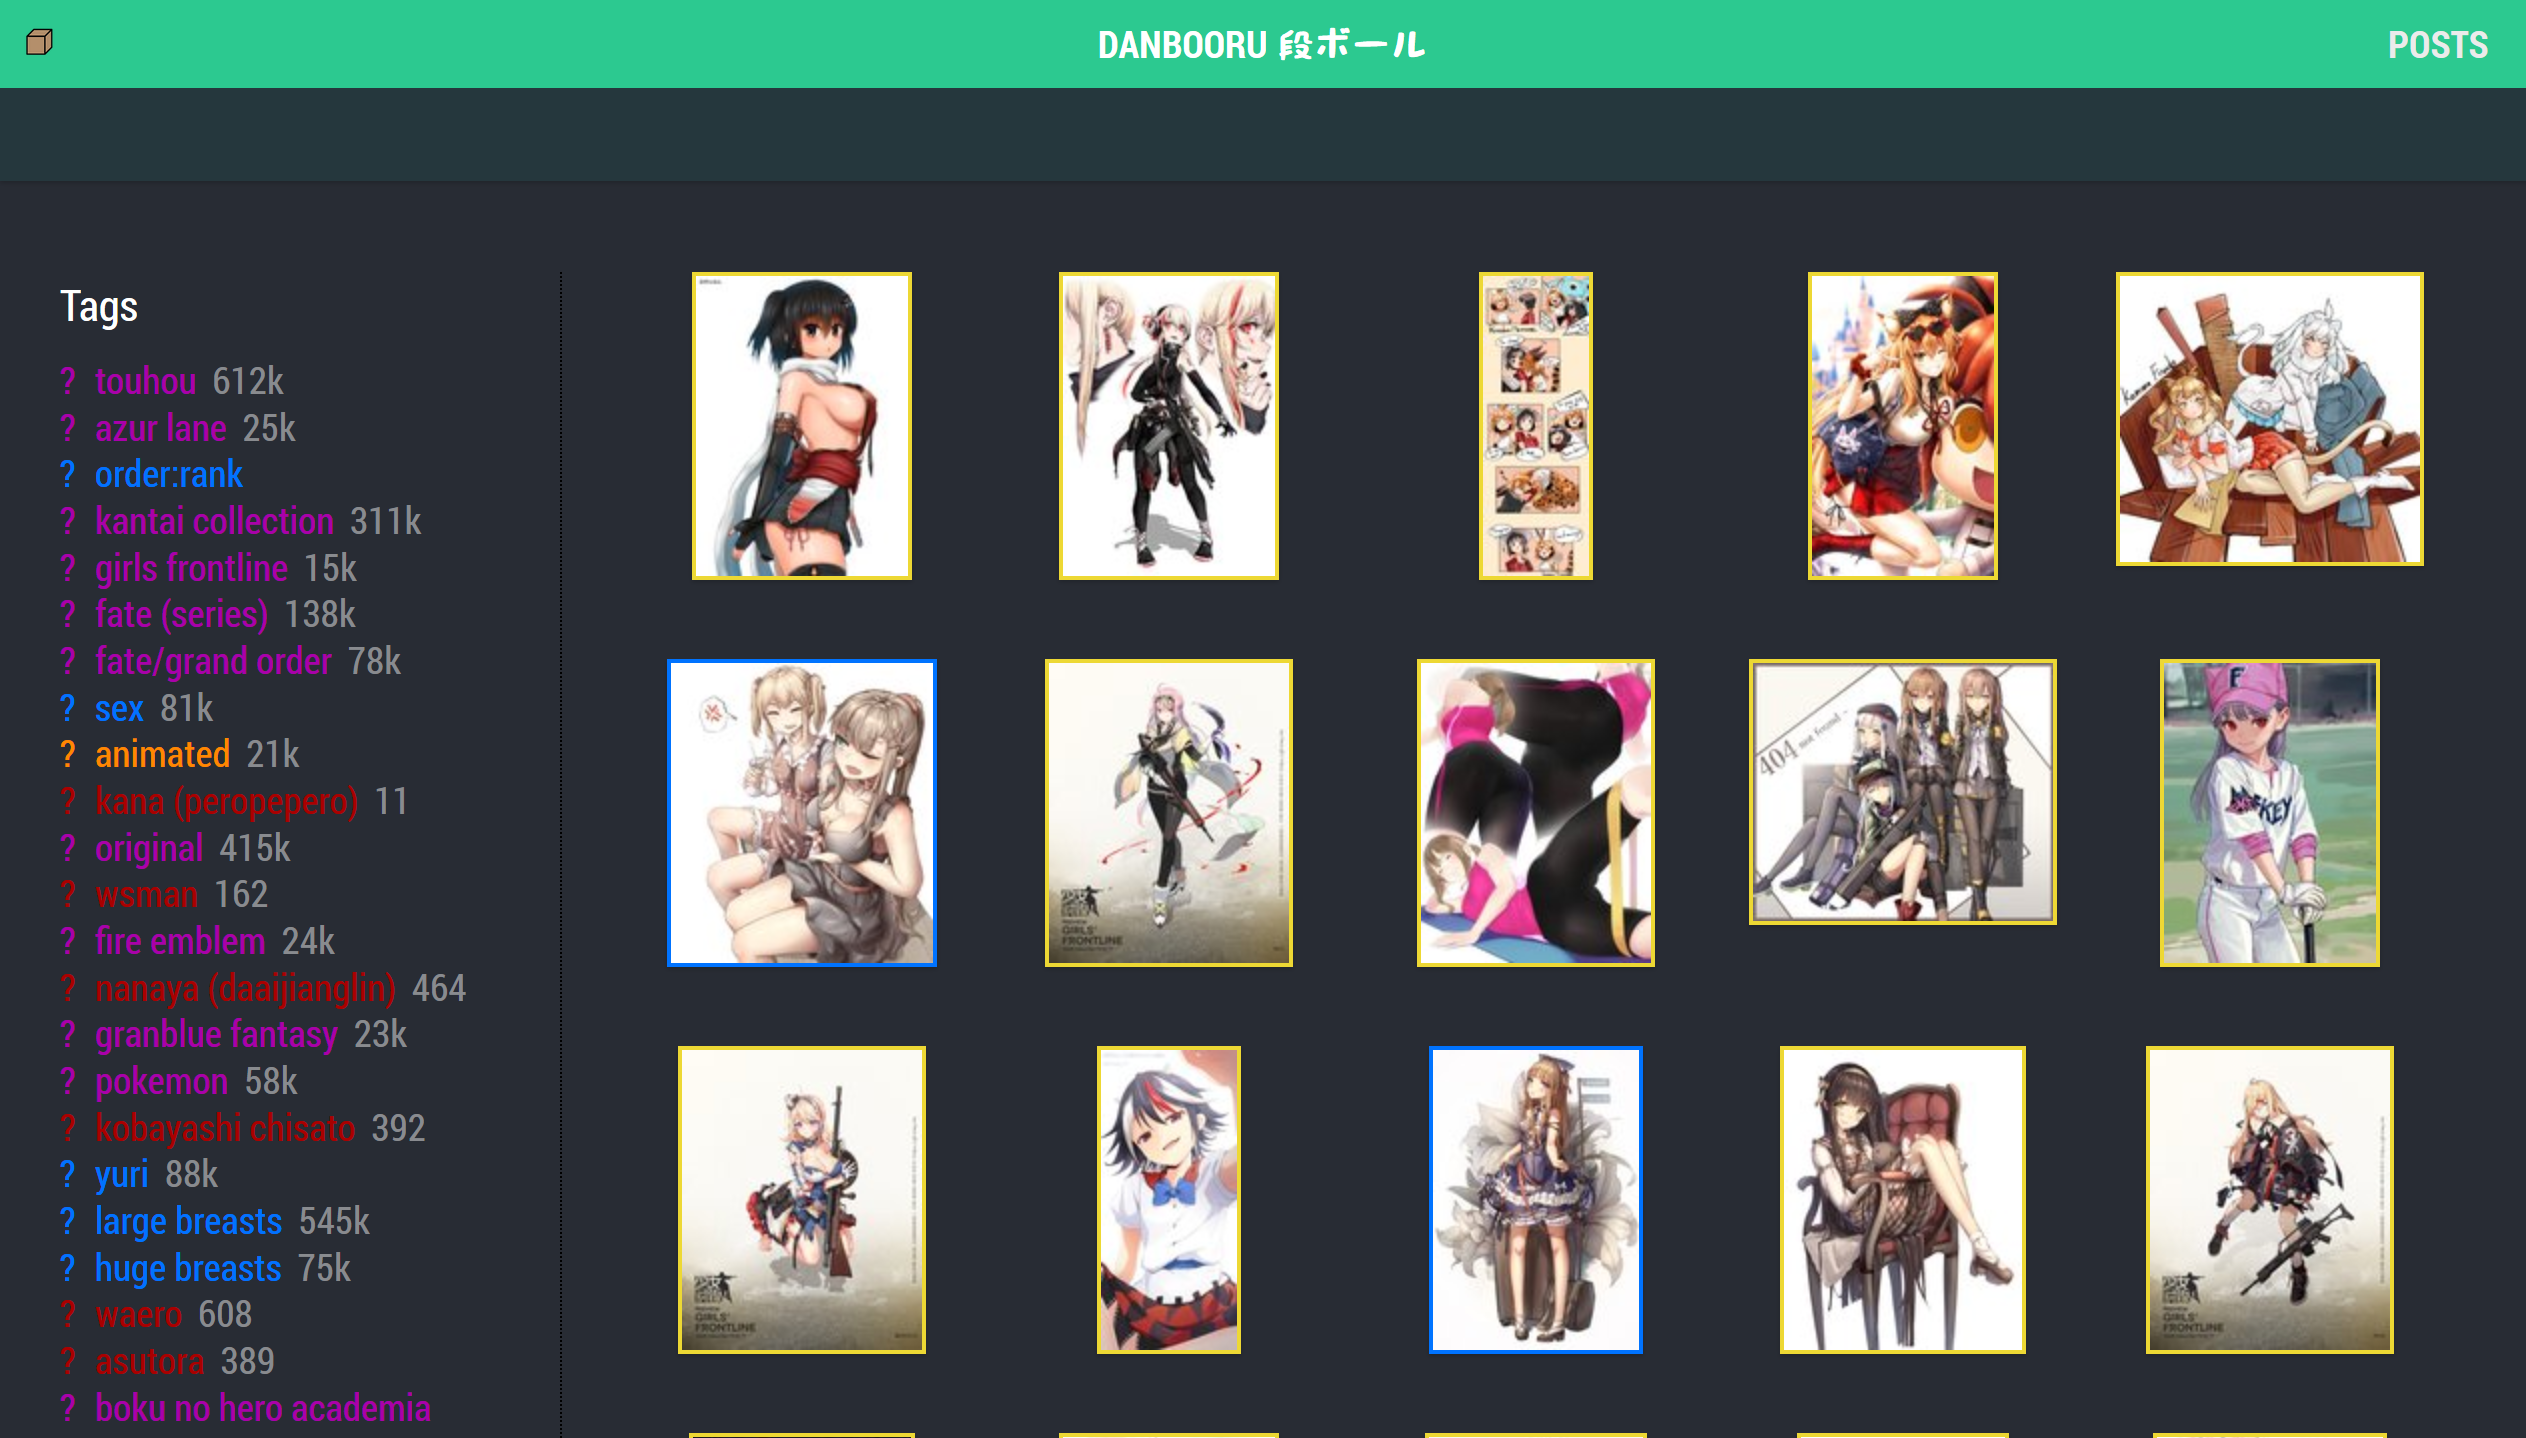 DANBOORU 段ボール
POSTS
Tags
? touhou 612k
? azur lane 25k
? order:rank
? kantai collection 311k
? girls frontline 15k
? fate (series) 138k
? fate/grand order 78k
? sex 81k
? animated 21k
? kana (peropepero) 11
? original 415k
? wsman 162
? fire emblem 24k
? nanaya (daaijianglin) 464
? granblue fantasy 23k
? pokemon 58k
? kobayashi chisato 392
? yuri 88k
? large breasts 545k
? huge breasts 75k
? waero 608
? asutora 389
? boku no hero academia
404 not found -
F
GIRLS'
FRONTLINE
GIRLS'
FRONTLINE
GIRLS'
FRONTLINE